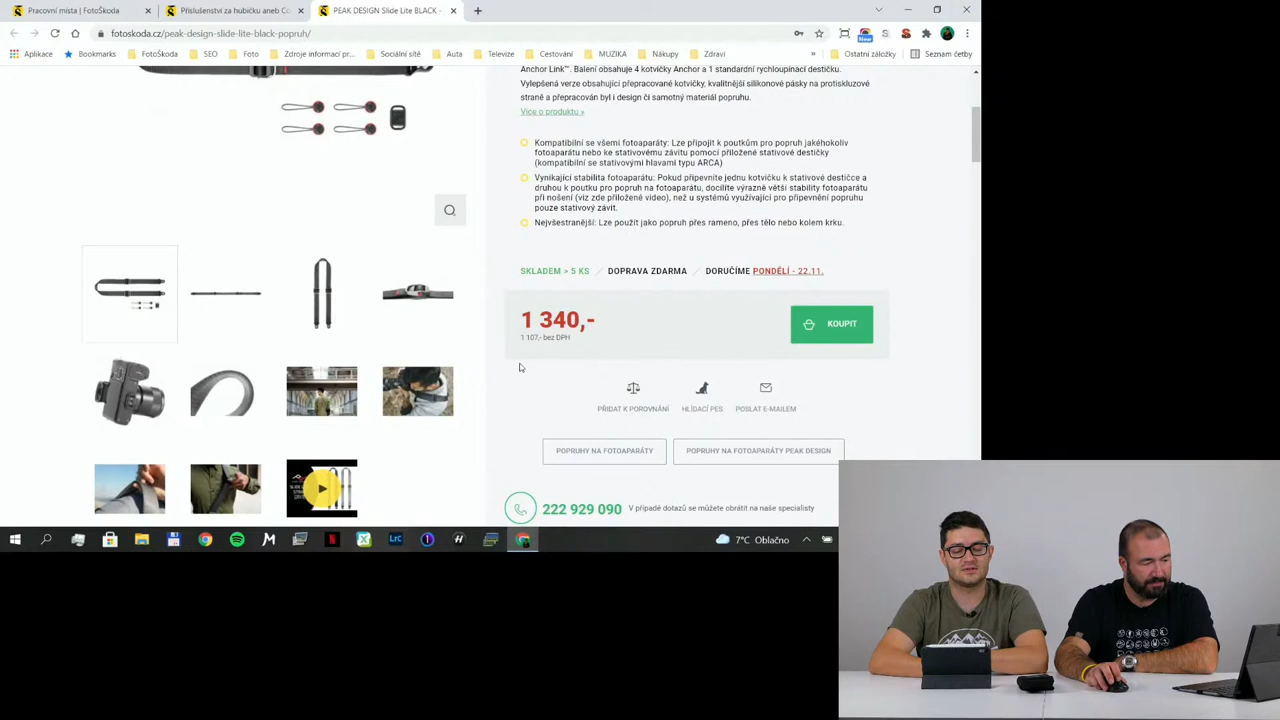 Pracovní místa | FotoŠkoda
Příslušenství za hubičku aneb Co
PEAK DESIGN Slide Lite BLACK -
fotoskoda.cz/peak-design-slide-lite-black-popruh/
Aplikace
Bookmarks
FotoŠkoda
SEO
Foto
Zdroje informací pro...
Sociální sítě
Auta
Televize
Cestování
MUZIKA
Nákupy
Zdraví
»
Ostatní záložky
Seznam četby
New
Anchor Link™. Balení obsahuje 4 kotvičky Anchor a 1 standardní rychloupínací destičku.
Vylepšená verze obsahující přepracované kotvičky, kvalitnější silikonové pásky na protiskluzové
straně a přepracován byl i design či samotný materiál popruhu.
Více o produktu »
Kompatibilní se všemi fotoaparáty: Lze připojit k poutkům pro popruh jakéhokoliv
fotoaparátu nebo ke stativovému závitu pomocí přiložené stativové destičky
(kompatibilní se stativovými hlavami typu ARCA)
Vynikající stabilita fotoaparátu: Pokud připevníte jednu kotvičku k stativové destičce a
druhou k poutku pro popruh na fotoaparátu, docílíte výrazně větší stability fotoaparátu
při nošení (viz zde přiložené video), než u systémů využívající pro připevnění popruhu
pouze stativový závit.
Nejvšestrannější: Lze použít jako popruh přes rameno, přes tělo nebo kolem krku.
SKLADEM > 5 KS / DOPRAVA ZDARMA / DORUČÍME PONDĚLÍ - 22.11.
1 340,-
1 107,- bez DPH
KOUPIT
PŘIDAT K POROVNÁNÍ
HLÍDACÍ PES
POSLAT E-MAILEM
POPRUHY NA FOTOAPARÁTY
POPRUHY NA FOTOAPARÁTY PEAK DESIGN
222 929 090
V případě dotazů se můžete obrátit na naše specialisty
LrC
7°C Oblačno